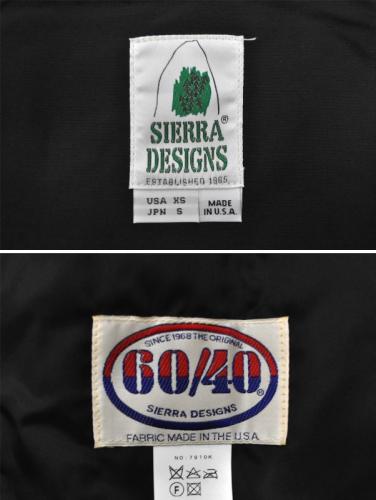 SIERRA®
DESIGNS
ESTABLISHED 1965.
USA XS
JPN S
MADE
IN U.S.A.
SINCE 1968 THE ORIGINAL
60/40®
SIERRA DESIGNS
FABRIC MADE IN THE U.S.A.
NO:7910K
F